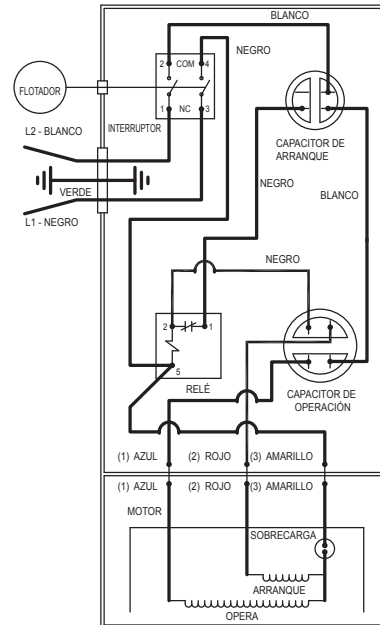 BLANCO
2 COM 4
NEGRO
FLOTADOR
1 NC 3
INTERRUPTOR
L2 - BLANCO
CAPACITOR DE
ARRANQUE
VERDE
NEGRO
BLANCO
L1 - NEGRO
NEGRO
2 1
5
RELÉ
CAPACITOR DE
OPERACIÓN
(1) AZUL (2) ROJO (3) AMARILLO
(1) AZUL (2) ROJO (3) AMARILLO
MOTOR
SOBRECARGA
ARRANQUE
OPERA